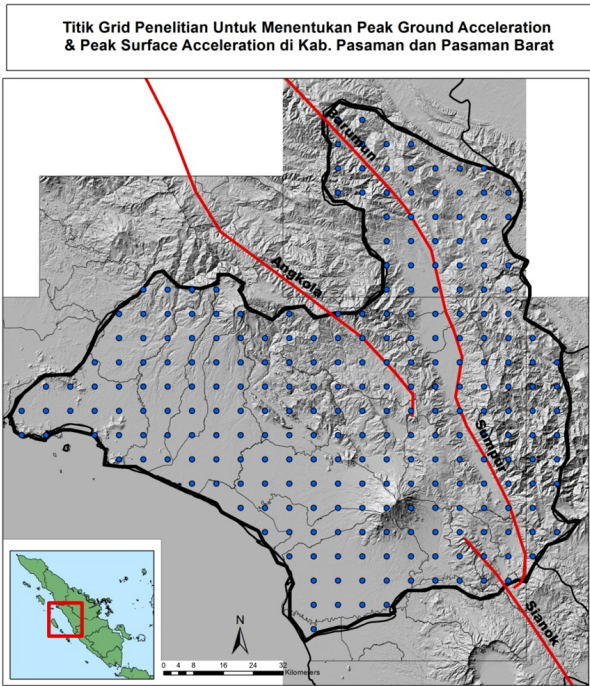 Titik Grid Penelitian Untuk Menentukan Peak Ground Acceleration
& Peak Surface Acceleration di Kab. Pasaman dan Pasaman Barat
Barumun
Angkola
Sumpur
Sianok
N
0 4 8 16 24 32
Kilometers